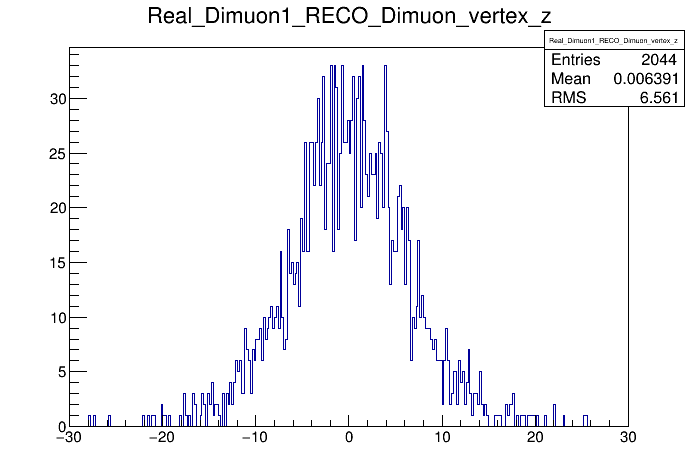 Real_Dimuon1_RECO_Dimuon_vertex_z
Real_Dimuon1_RECO_Dimuon_vertex_z
Entries 2044
Mean 0.006391
RMS 6.561
30
25
20
15
10
5
0
−30 −20 −10 0 10 20 30